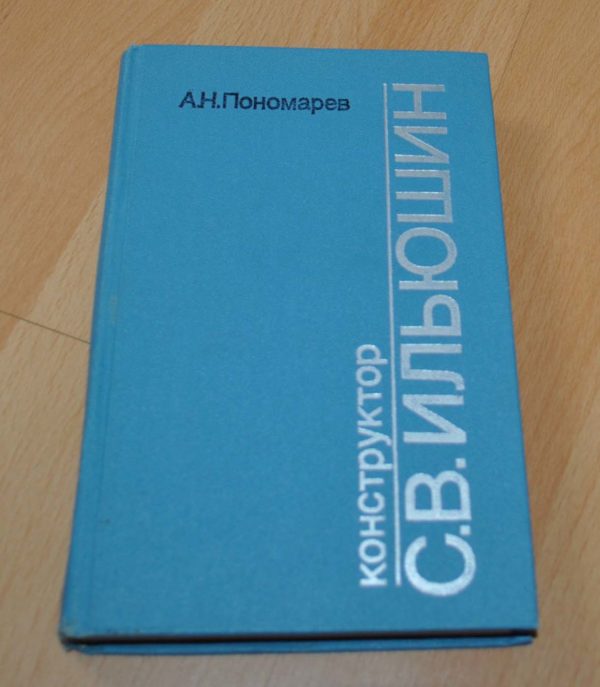 А.Н.Пономарев
конструктор
С.В. ИЛЬЮШИН